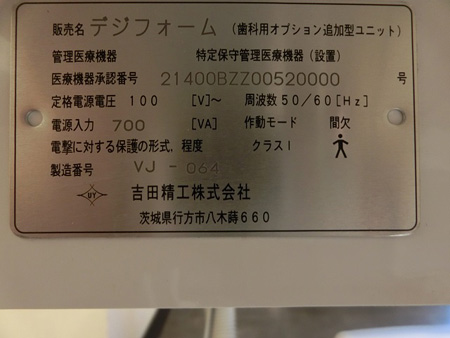 販売名 デジフォーム (歯科用オプション追加型ユニット)
管理医療機器 特定保守管理医療機器(設置)
医療機器承認番号 21400BZZ00520000 号
定格電源電圧 100 [V]~ 周波数 50/60[Hz]
電源入力 700 [VA] 作動モード 間欠
電撃に対する保護の形式,程度 クラスI
製造番号 VJ - 064
UY 吉田精工株式会社
茨城県行方市八木蒔660